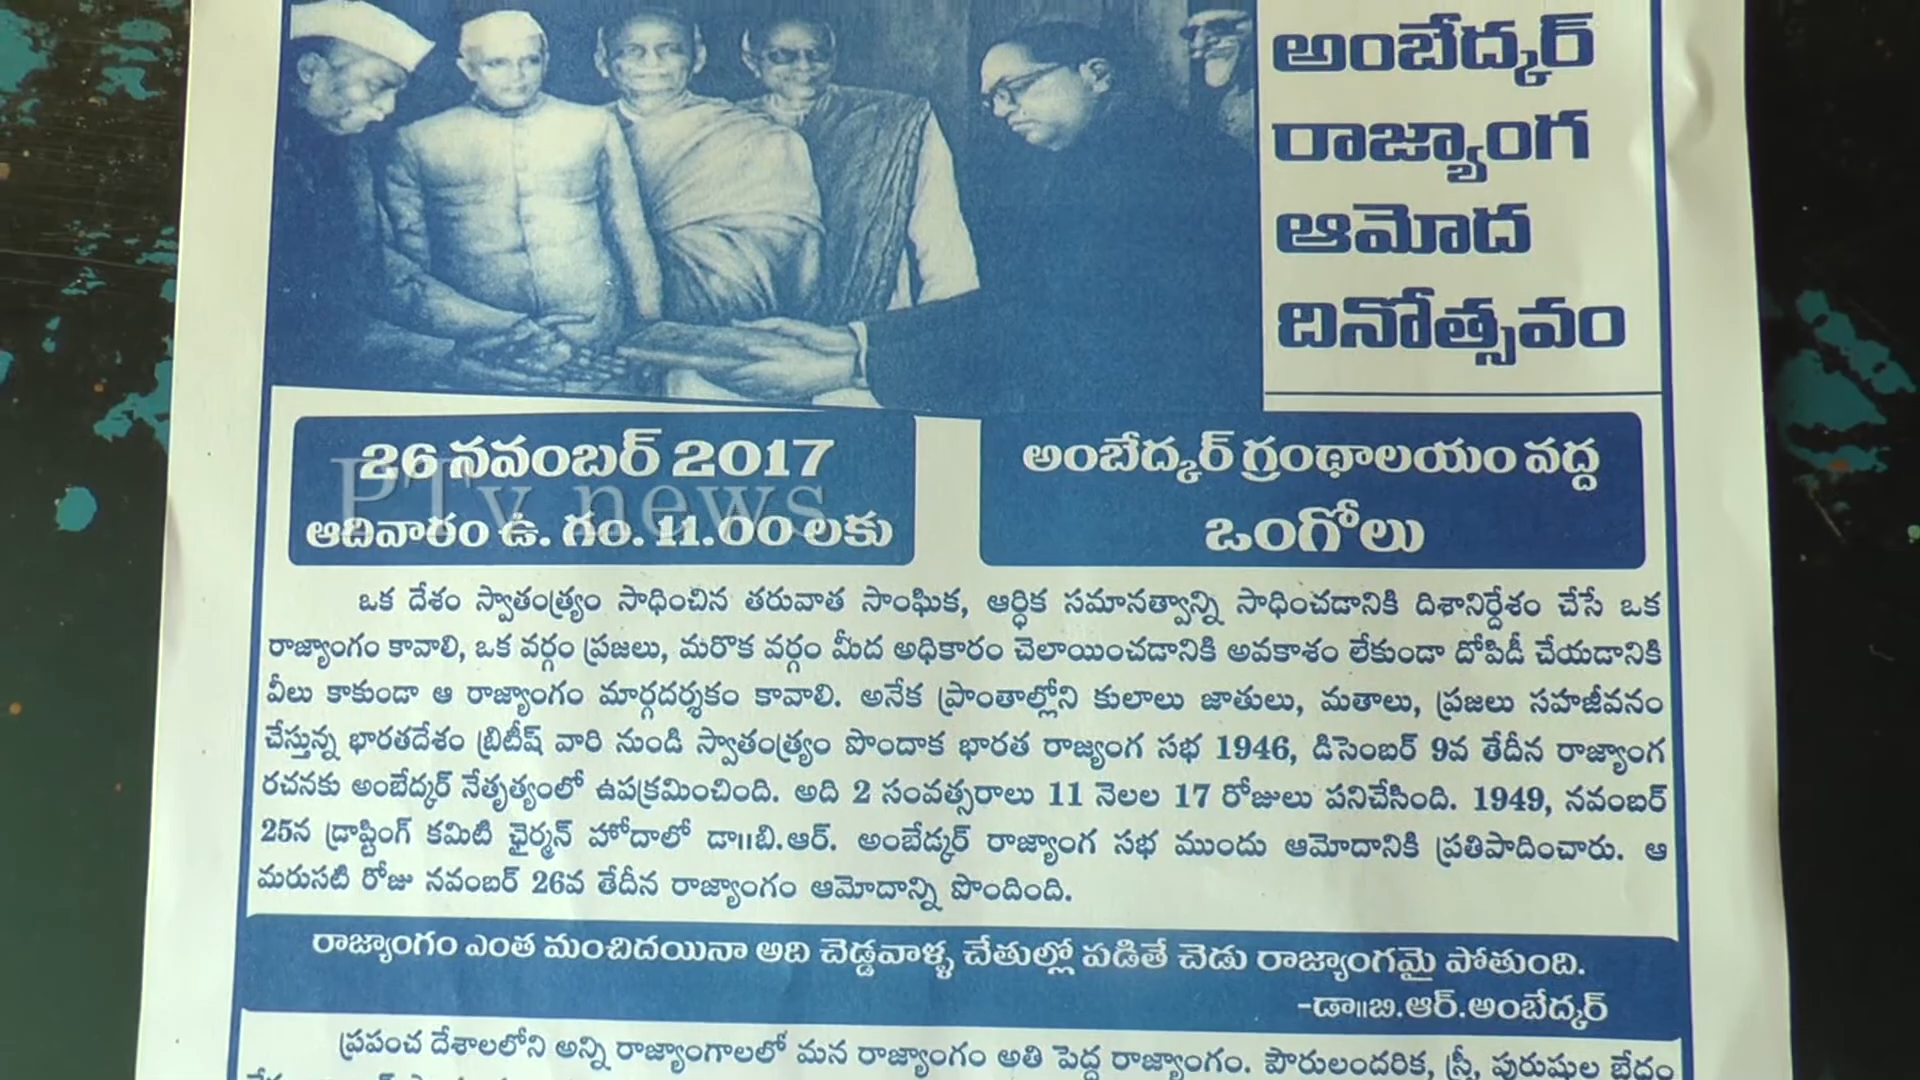 అంబేద్కర్
రాజ్యాంగ
ఆమోద
దినోత్సవం
26 నవంబర్ 2017
ఆదివారం ఉ. గం. 11.00 లకు
PTv news
అంబేద్కర్ గ్రంథాలయం వద్ద
ఒంగోలు
ఒక దేశం స్వాతంత్ర్యం సాధించిన తరువాత సాంఘిక, ఆర్ధిక సమానత్వాన్ని సాధించడానికి దిశానిర్దేశం చేసే ఒక
రాజ్యాంగం కావాలి, ఒక వర్గం ప్రజలు, మరొక వర్గం మీద అధికారం చెలాయించడానికి అవకాశం లేకుండా దోపిడీ చేయడానికి
వీలు కాకుండా ఆ రాజ్యాంగం మార్గదర్శకం కావాలి. అనేక ప్రాంతాల్లోని కులాలు జాతులు, మతాలు, ప్రజలు సహజీవనం
చేస్తున్న భారతదేశం బ్రిటీష్ వారి నుండి స్వాతంత్ర్యం పొందాక భారత రాజ్యంగ సభ 1946, డిసెంబర్ 9వ తేదీన రాజ్యాంగ
రచనకు అంబేద్కర్ నేతృత్యంలో ఉపక్రమించింది. అది 2 సంవత్సరాలు 11 నెలల 17 రోజులు పనిచేసింది. 1949, నవంబర్
25న డ్రాప్టింగ్ కమిటి ఛైర్మన్ హోదాలో డా॥బి.ఆర్. అంబేడ్కర్ రాజ్యాంగ సభ ముందు ఆమోదానికి ప్రతిపాదించారు. ఆ
మరుసటి రోజు నవంబర్ 26వ తేదీన రాజ్యాంగం ఆమోదాన్ని పొందింది.
రాజ్యాంగం ఎంత మంచిదయినా అది చెడ్డవాళ్ళ చేతుల్లో పడితే చెడు రాజ్యాంగమై పోతుంది.
-డా॥బి.ఆర్.అంబేద్కర్
ప్రపంచ దేశాలలోని అన్ని రాజ్యాంగాలలో మన రాజ్యాంగం అతి పెద్ద రాజ్యాంగం. పౌరులందరిక, స్త్రీ, పురుషుల బేధం